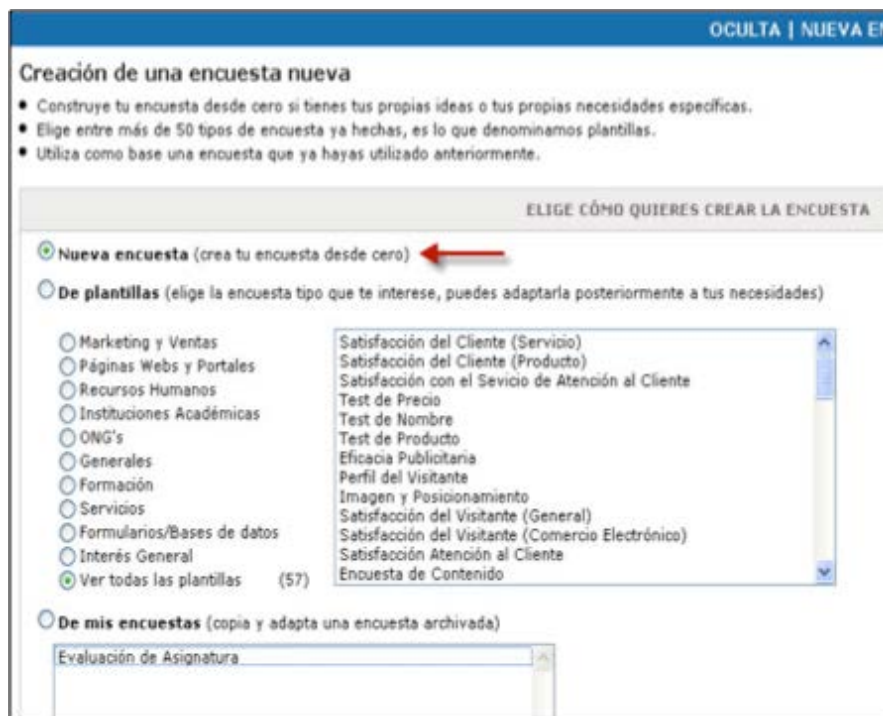 OCULTA | NUEVA EN
Creación de una encuesta nueva
• Construye tu encuesta desde cero si tienes tus propias ideas o tus propias necesidades específicas.
• Elige entre más de 50 tipos de encuesta ya hechas, es lo que denominamos plantillas.
• Utiliza como base una encuesta que ya hayas utilizado anteriormente.
ELIGE CÓMO QUIERES CREAR LA ENCUESTA
Nueva encuesta (crea tu encuesta desde cero)
De plantillas (elige la encuesta tipo que te interese, puedes adaptarla posteriormente a tus necesidades)
Marketing y Ventas
Páginas Webs y Portales
Recursos Humanos
Instituciones Académicas
ONG's
Generales
Formación
Servicios
Formularios/Bases de datos
Interés General
Ver todas las plantillas (57)
Satisfacción del Cliente (Servicio)
Satisfacción del Cliente (Producto)
Satisfacción con el Sevicio de Atención al Cliente
Test de Precio
Test de Nombre
Test de Producto
Eficacia Publicitaria
Perfil del Visitante
Imagen y Posicionamiento
Satisfacción del Visitante (General)
Satisfacción del Visitante (Comercio Electrónico)
Satisfacción Atención al Cliente
Encuesta de Contenido
De mis encuestas (copia y adapta una encuesta archivada)
Evaluación de Asignatura